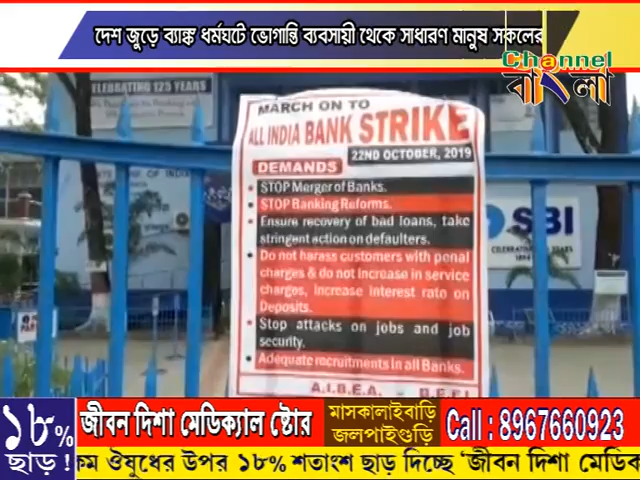 দেশ জুড়ে ব্যাঙ্ক ধর্মঘটে ভোগান্তি ব্যবসায়ী থেকে সাধারণ মানুষ সকলের
Channel
বাংলা
CELEBRATING 125 YEARS
MARCH ON TO
ALL INDIA BANK STRIKE
22ND OCTOBER, 2019
DEMANDS
STOP Merger of Banks.
STOP Banking Reforms.
Ensure recovery of bad loans, take
stringent action on defaulters.
Do not harass customers with penal
charges & do not increase in service
charges, increase interest rate on
Deposits.
Stop attacks on jobs and job
security.
Adequate recruitments in all Banks.
A.I.B.E.A. B.E.F.I
SBI
১৮%
ছাড় !
জীবন দিশা মেডিক্যাল ষ্টোর
মাসকালাইবাড়ি
জলপাইগুড়ি
Call : 8967660923
কম ঔযুধের উপর ১৮% শতাংশ ছাড় দিচ্ছে 'জীবন দিশা মেডিক